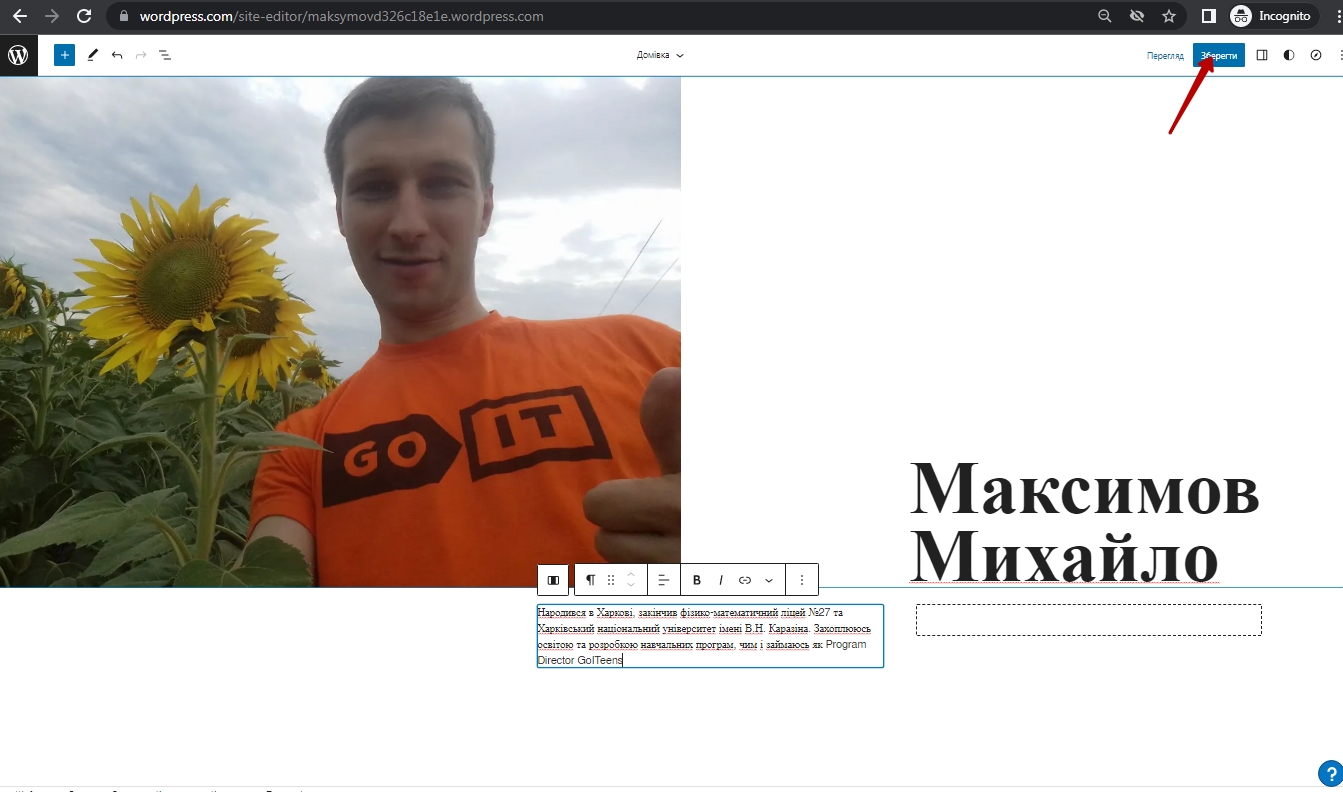 wordpress.com/site-editor/maksymovd326c18e1e.wordpress.com
Incognito
Домівка
Перегляд
Зберегти
GO IT
Максимов
Михайло
B I
Народився в Харкові, закінчив фізико-математичний ліцей №27 та
Харківський національний університет імені В.Н. Каразіна. Захоплююсь
освітою та розробкою навчальних програм, чим і займаюсь як Program
Director GoITeens
?